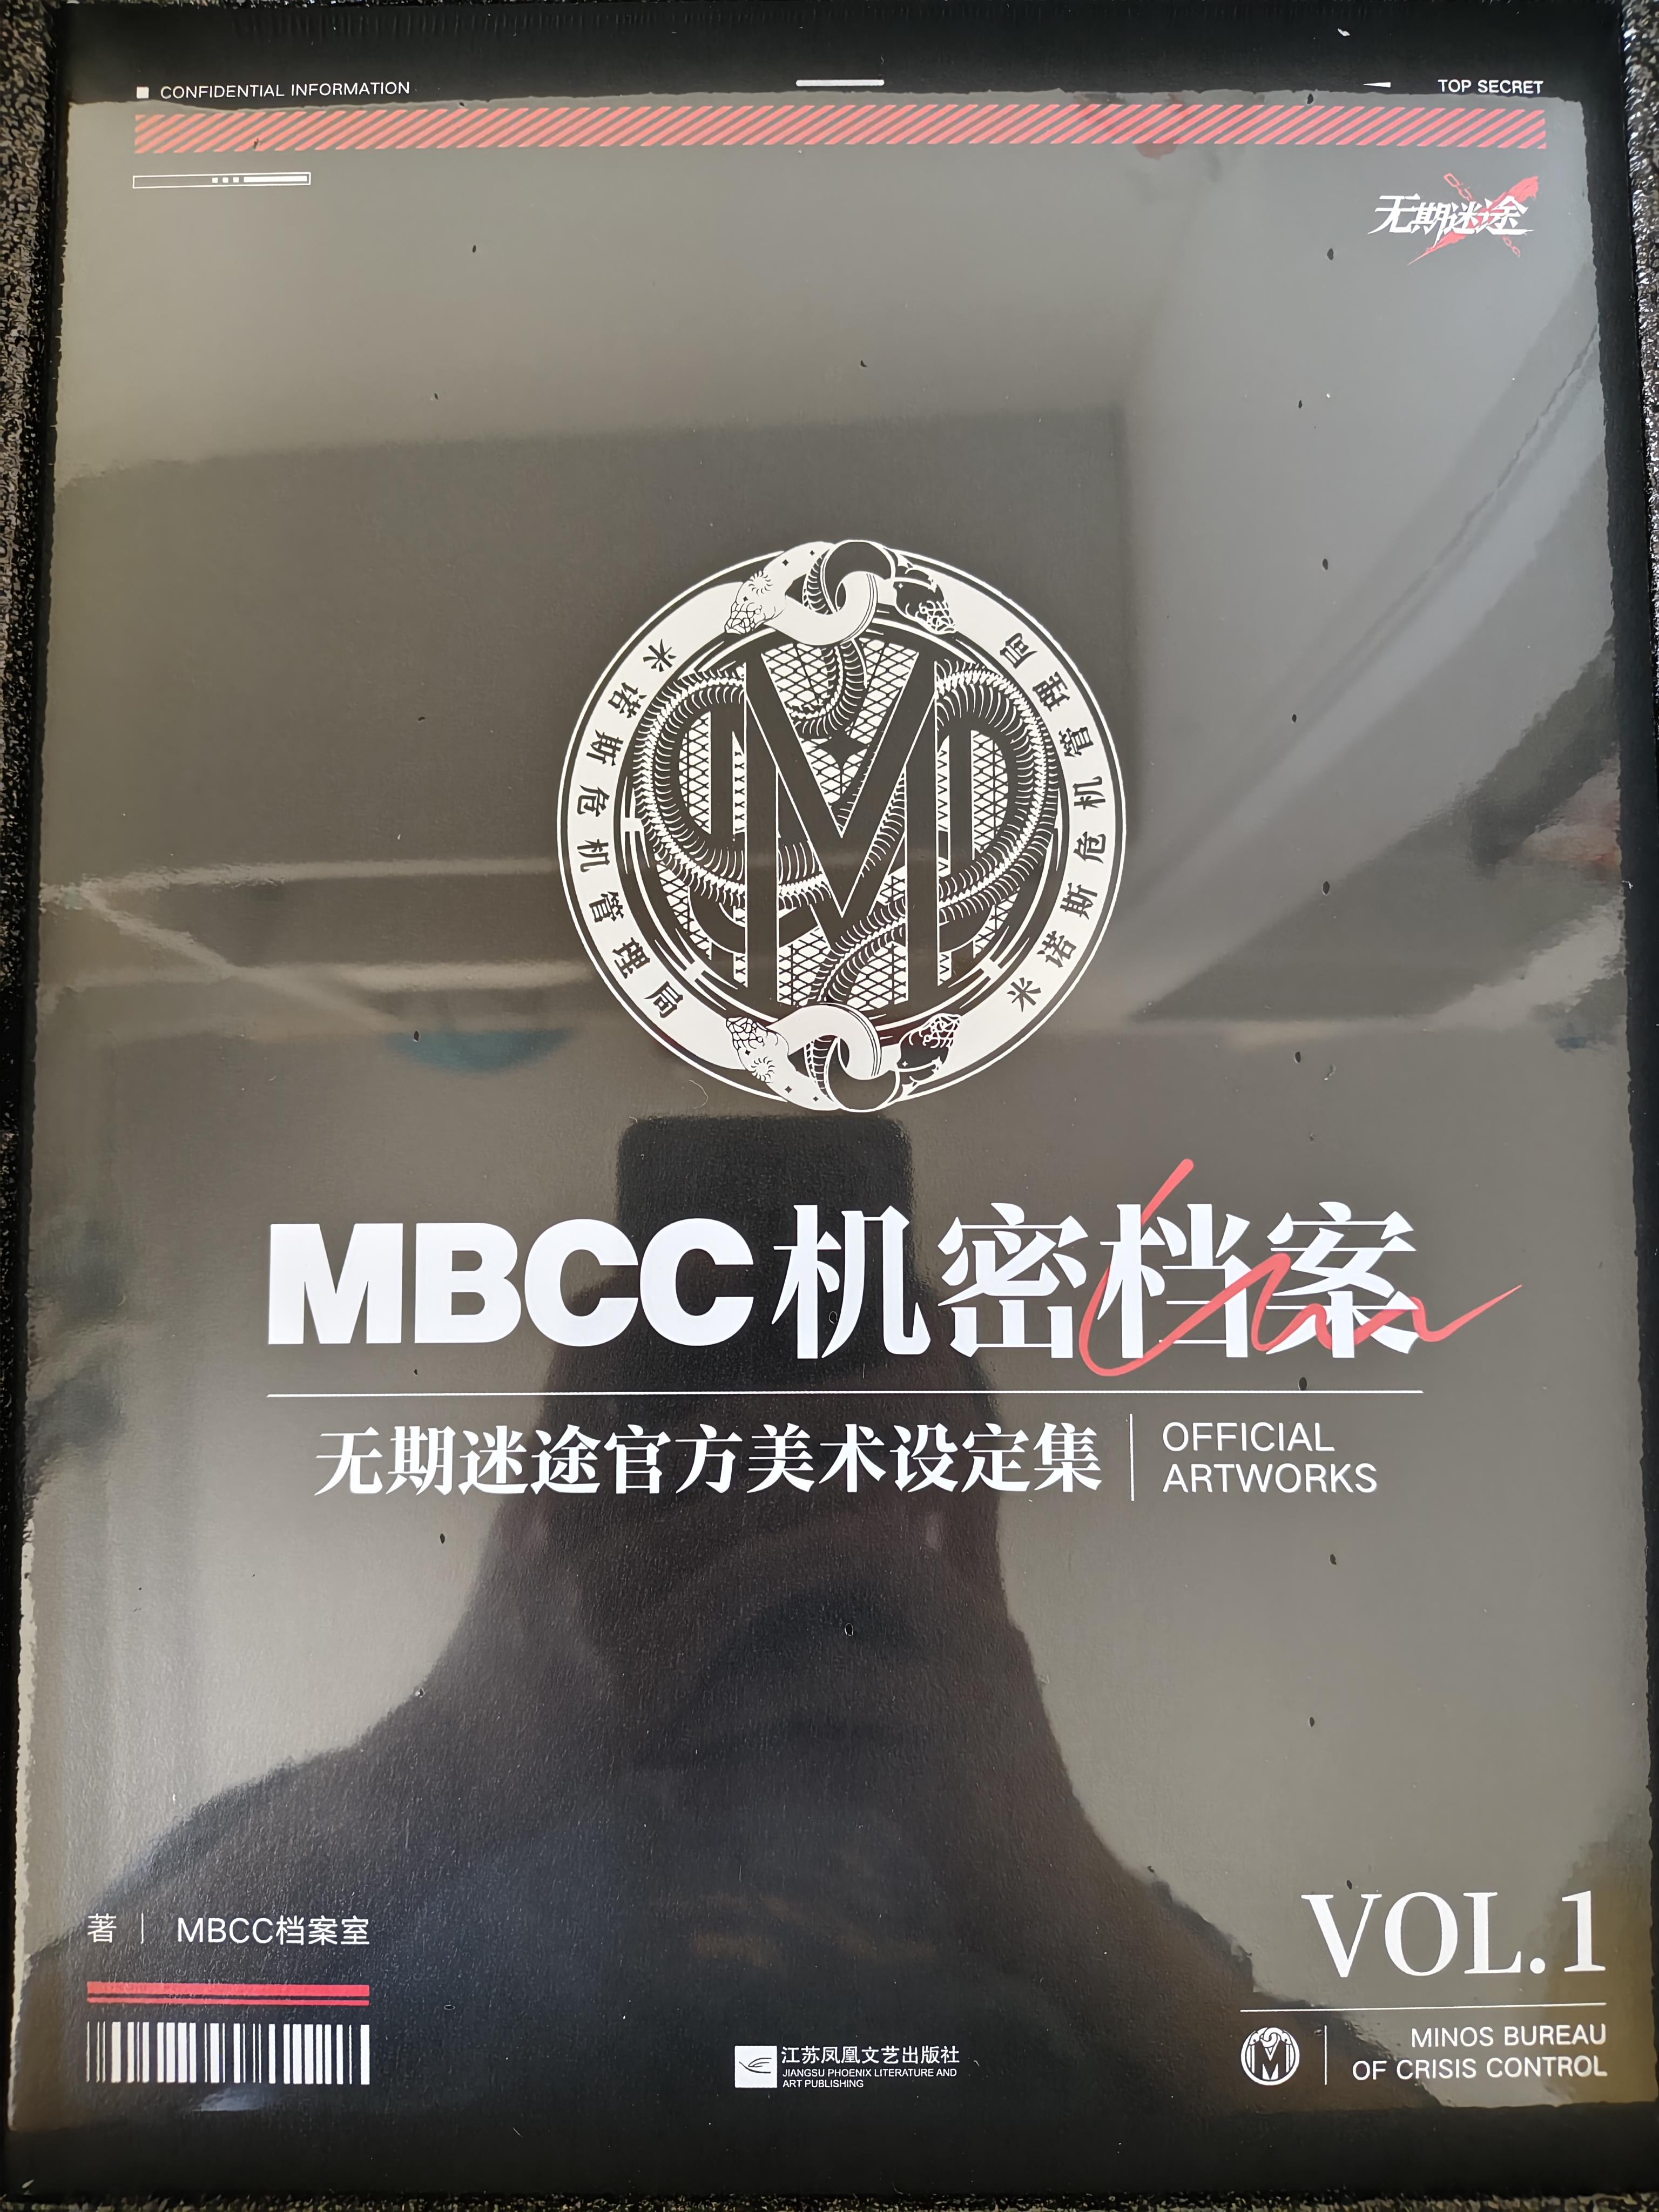 CONFIDENTIAL INFORMATION
TOP SECRET
无期迷途
米诺斯危机管理局
米诺斯危机管理局
MBCC机密档案
无期迷途官方美术设定集
OFFICIAL
ARTWORKS
著 | MBCC档案室
VOL.1
MINOS BUREAU
OF CRISIS CONTROL
江苏凤凰文艺出版社
JIANGSU PHOENIX LITERATURE AND
ART PUBLISHING